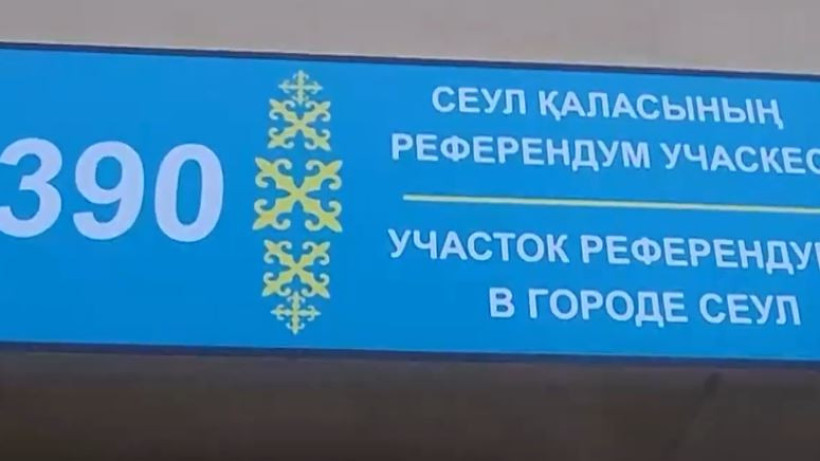 390
СЕУЛ ҚАЛАСЫНЫҢ
РЕФЕРЕНДУМ УЧАСКЕС
УЧАСТОК РЕФЕРЕНДУ
В ГОРОДЕ СЕУЛ